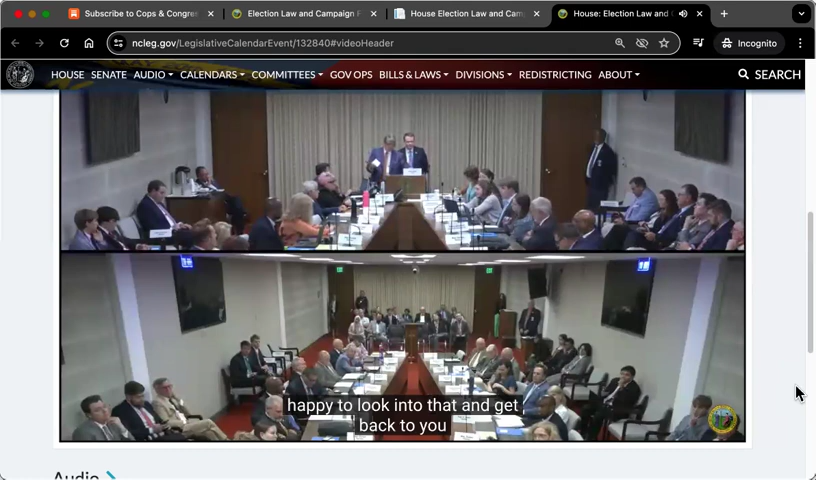 Subscribe to Cops & Congre
Election Law and Campaign F
House Election Law and Cam
House: Election Law and
ncleg.gov/LegislativeCalendarEvent/132840#videoHeader
Incognito
HOUSE SENATE AUDIO CALENDARS COMMITTEES GOV OPS BILLS & LAWS DIVISIONS REDISTRICTING ABOUT SEARCH
happy to look into that and get
back to you
Audio